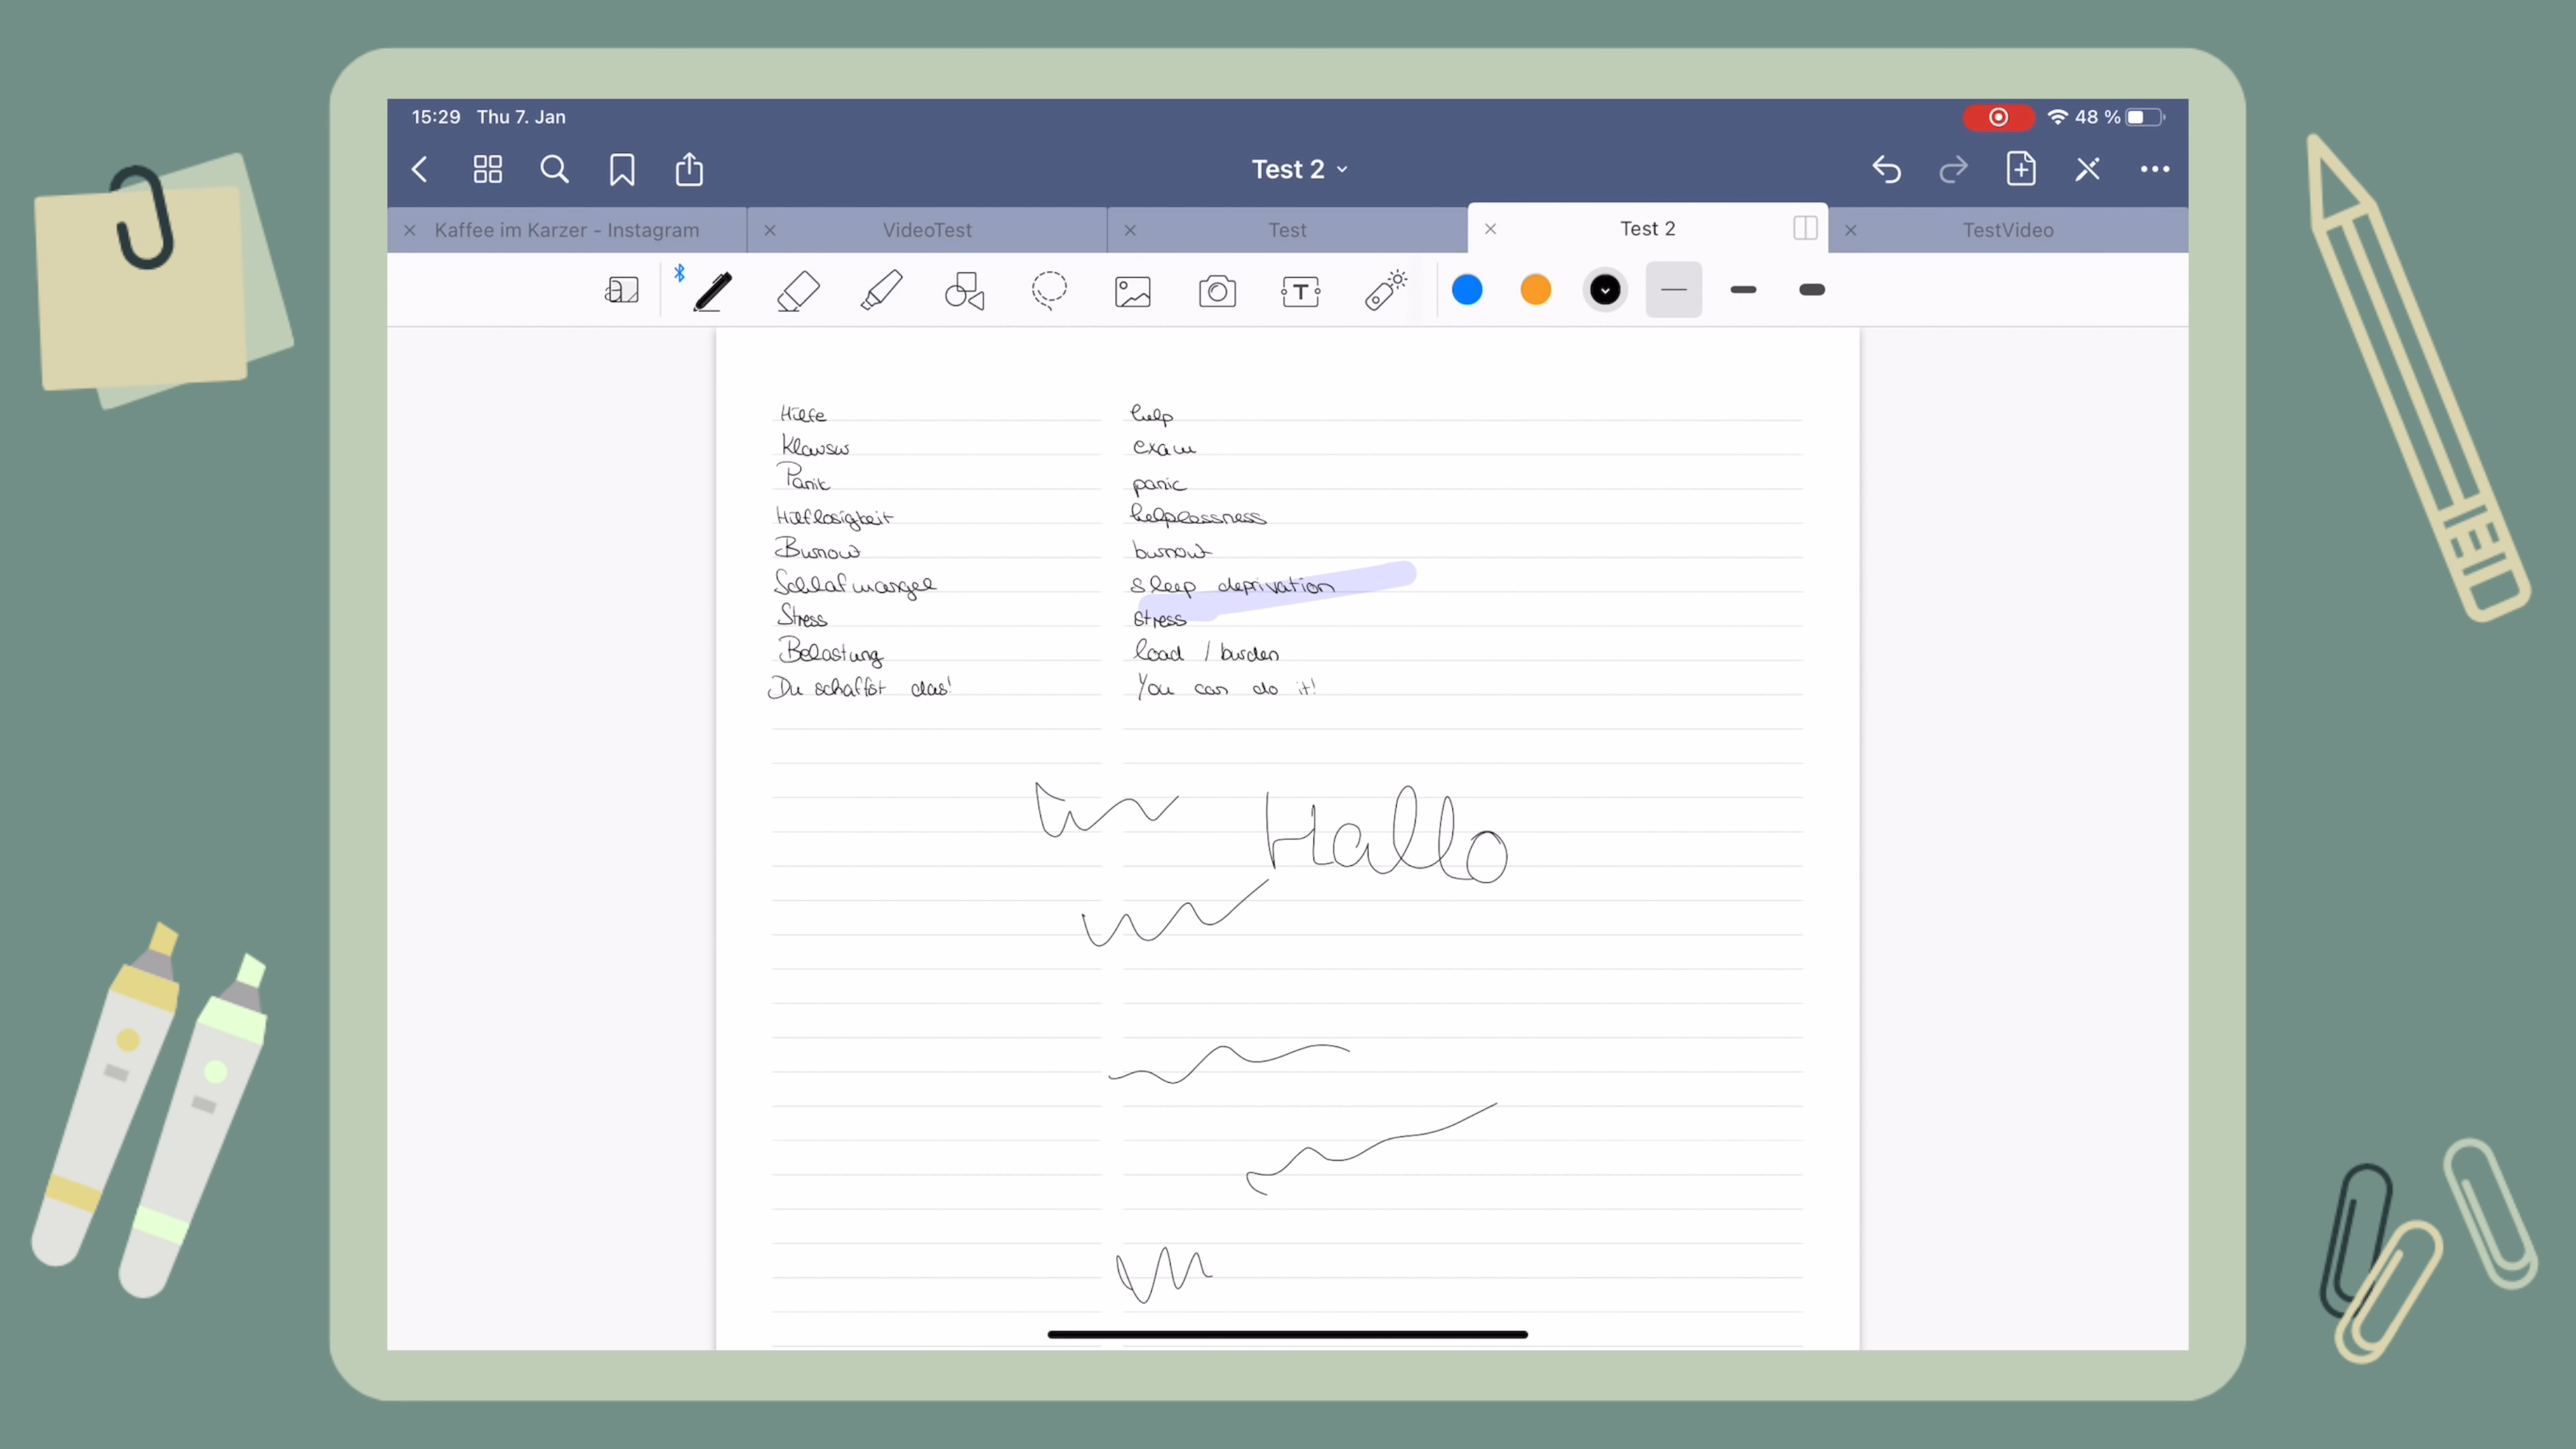 15:29 Thu 7. Jan 48 %
Test 2
Kaffee im Karzer - Instagram VideoTest Test Test 2 TestVideo
Hilfe help
Klausur exam
Panik panic
Hilflosigkeit helplessness
Burnout burnout
Schlafmangel sleep deprivation
Stress stress
Belastung load / burden
Du schaffst das! You can do it!
Hallo